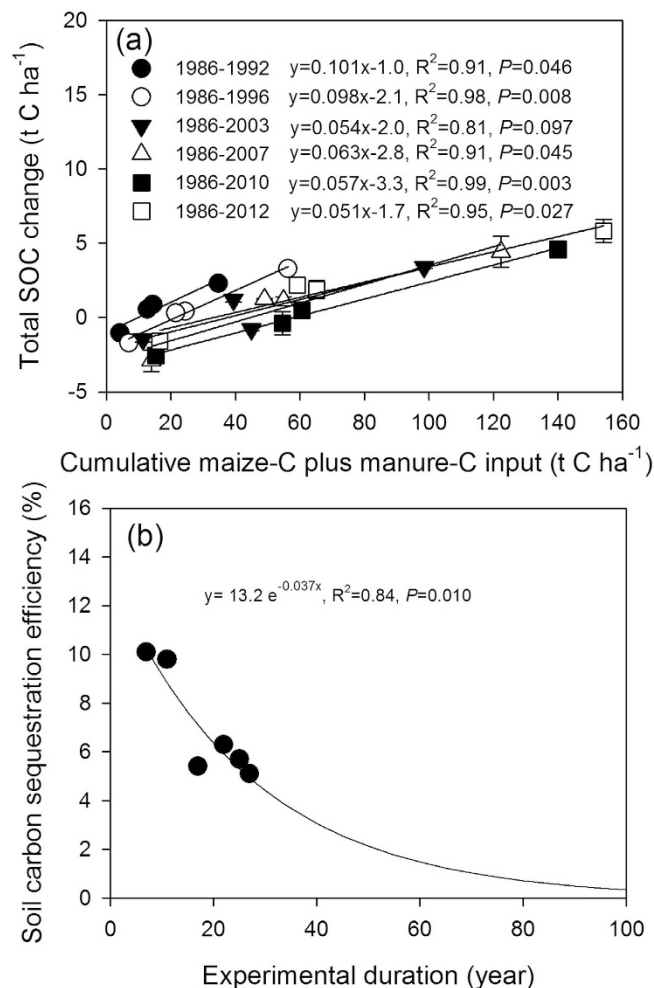 (a)
20
15
10
5
0
-5
Total SOC change (t C ha⁻¹)
1986-1992 y=0.101x-1.0, R²=0.91, P=0.046
1986-1996 y=0.098x-2.1, R²=0.98, P=0.008
1986-2003 y=0.054x-2.0, R²=0.81, P=0.097
1986-2007 y=0.063x-2.8, R²=0.91, P=0.045
1986-2010 y=0.057x-3.3, R²=0.99, P=0.003
1986-2012 y=0.051x-1.7, R²=0.95, P=0.027
0 20 40 60 80 100 120 140 160
Cumulative maize-C plus manure-C input (t C ha⁻¹)
(b)
16
14
12
10
8
6
4
2
0
Soil carbon sequestration efficiency (%)
y= 13.2 e⁻⁰·⁰³⁷ˣ, R²=0.84, P=0.010
0 20 40 60 80 100
Experimental duration (year)